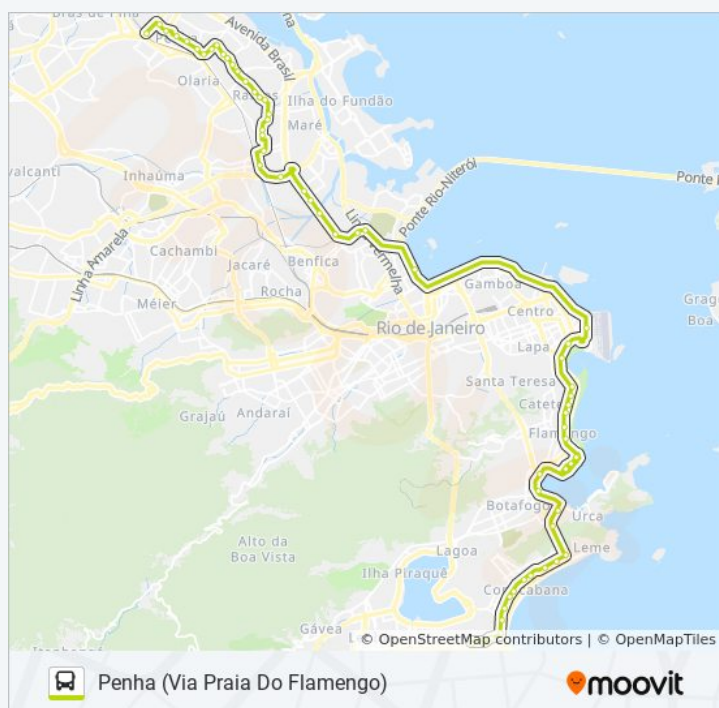 Brás de Pina
Penha
Avenida Brasil
Olaria
Ramos
Ilha do Fundão
Maré
valcanti
Inhaúma
Ponte Rio-Niterói
Linha Amarela
Cachambi
Jacaré
Benfica
Linha Vermelha
Gamboa
Méier
Rocha
Centro
Rio de Janeiro
Lapa
Santa Teresa
Catete
Grajaú
Andaraí
Flamengo
Botafogo
Urca
Alto da
Boa Vista
Lagoa
Leme
Ilha Piraquê
Copacabana
Gávea
© OpenStreetMap contributors | © OpenMapTiles
Penha (Via Praia Do Flamengo)
moovit